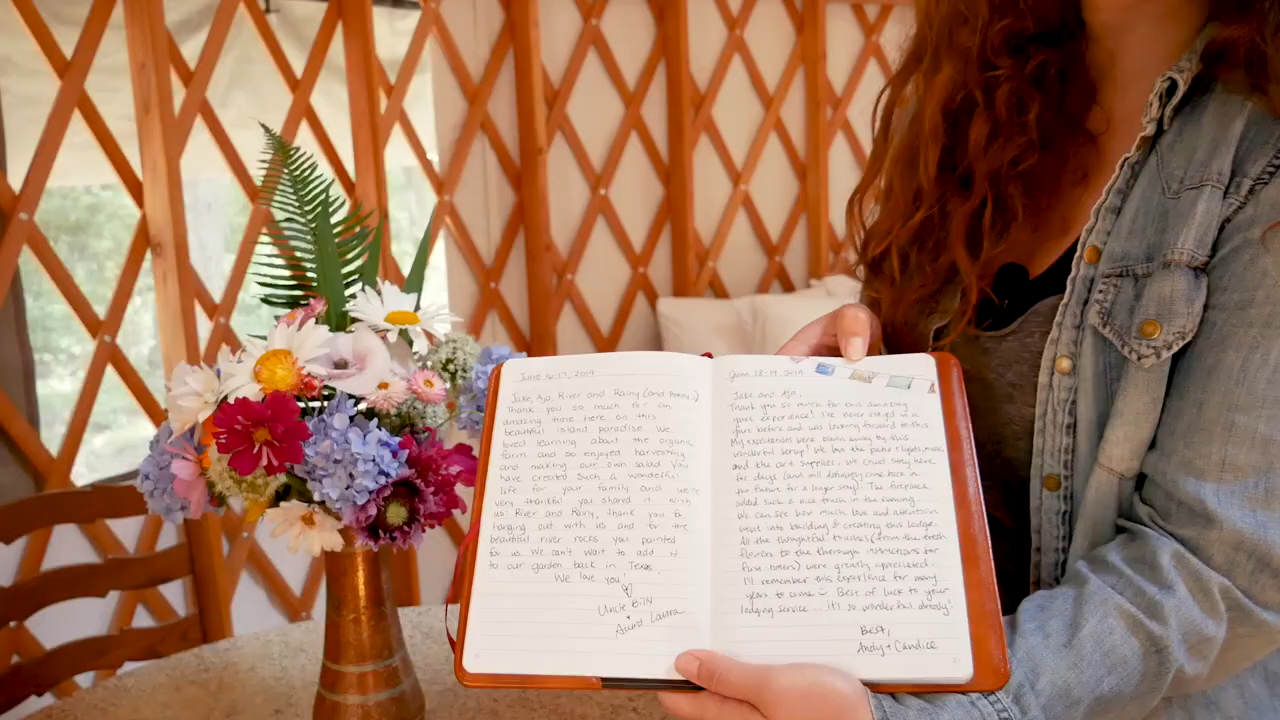 June 16-17, 2019
Jake, Aja, River and Rainy (and
Thank you so much for an
amazing time here on this
beautiful island paradise. We
loved learning about the organic
farm and so enjoyed harvesting
and making our own salad. You
have created such a wonderful
life for your family and we're
very thankful you shared it with
us! River and Rainy, thank you for
hanging out with us and for the
beautiful river rocks you painted
for us. We can't wait to add it
to our garden back in Texas.
We love you!
Uncle Billy
Aunt Laura
June 18-19, 2019
Jake and Aja,
Thank you so much for this amazing
yurt experience! I've never stayed in a
yurt before and was looking forward to this.
My expectations were blown away by this
wonderful setup! We love the patio lights, music,
and the art supplies. We could stay here
for days (and will definitely come back in
the future for a longer stay). The fireplace
added such a nice touch in the evening.
We can see how much love and attention
went into building & creating this lodge.
All the thoughtful touches (from the fresh
flowers to the thorough instructions for
first-timers) were greatly appreciated.
I'll remember this experience for many
years to come. Best of luck to your
lodging service... it's so wonderful already!
Best,
Andy + Candice